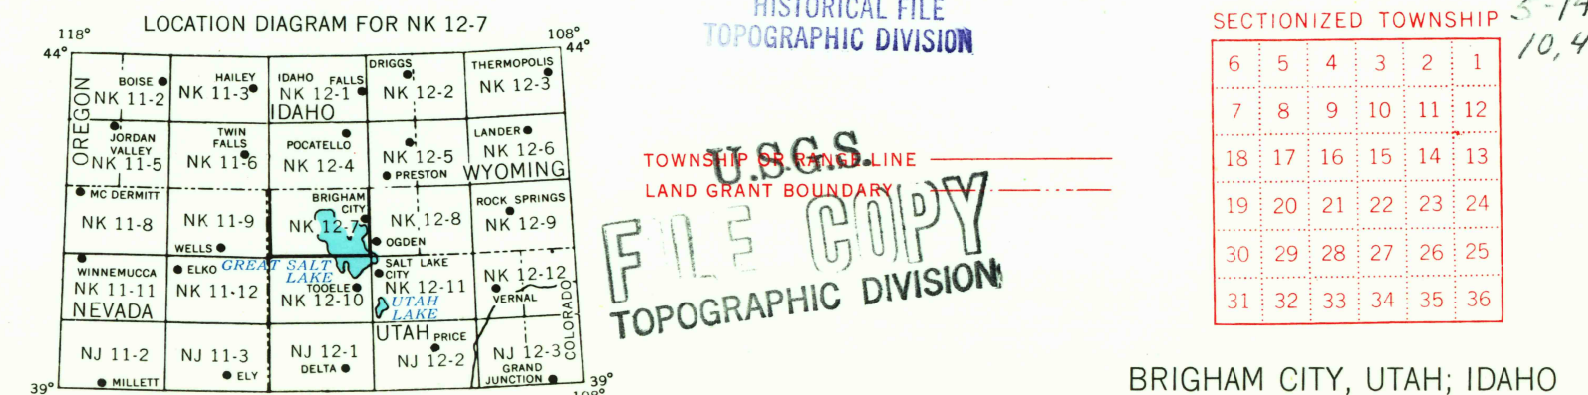 LOCATION DIAGRAM FOR NK 12-7
118° 108°
44° 44°
OREGON
BOISE
NK 11-2
HAILEY
NK 11-3
IDAHO FALLS
NK 12-1
IDAHO
DRIGGS
NK 12-2
THERMOPOLIS
NK 12-3
JORDAN
VALLEY
NK 11-5
TWIN
FALLS
NK 11-6
POCATELLO
NK 12-4
NK 12-5
PRESTON
LANDER
NK 12-6
WYOMING
MC DERMITT
NK 11-8
NK 11-9
WELLS
BRIGHAM
CITY
NK 12-7
NK 12-8
OGDEN
ROCK SPRINGS
NK 12-9
WINNEMUCCA
NK 11-11
NEVADA
ELKO
NK 11-12
GREAT SALT
LAKE
TOOELE
NK 12-10
SALT LAKE
CITY
NK 12-11
UTAH
LAKE
NK 12-12
VERNAL
COLORADO
NJ 11-2
MILLETT
NJ 11-3
ELY
NJ 12-1
DELTA
UTAH
PRICE
NJ 12-2
NJ 12-3
GRAND
JUNCTION
39° 39°
108°
HISTORICAL FILE
TOPOGRAPHIC DIVISION
U.S.G.S.
TOWNSHIP OR RANGE LINE
LAND GRANT BOUNDARY
FILE COPY
TOPOGRAPHIC DIVISION
SECTIONIZED TOWNSHIP
6 5 4 3 2 1
7 8 9 10 11 12
18 17 16 15 14 13
19 20 21 22 23 24
30 29 28 27 26 25
31 32 33 34 35 36
BRIGHAM CITY, UTAH; IDAHO